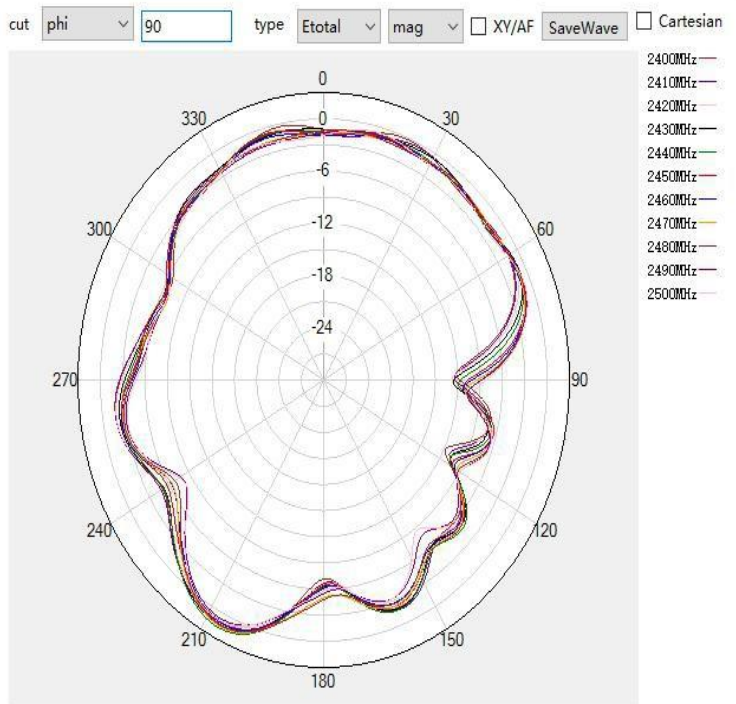 cut phi 90 type Etotal mag XY/AF SaveWave Cartesian
2400MHz
2410MHz
2420MHz
2430MHz
2440MHz
2450MHz
2460MHz
2470MHz
2480MHz
2490MHz
2500MHz
0
330 0 30
-6
300 -12 60
-18
-24
270 90
240 120
210 150
180